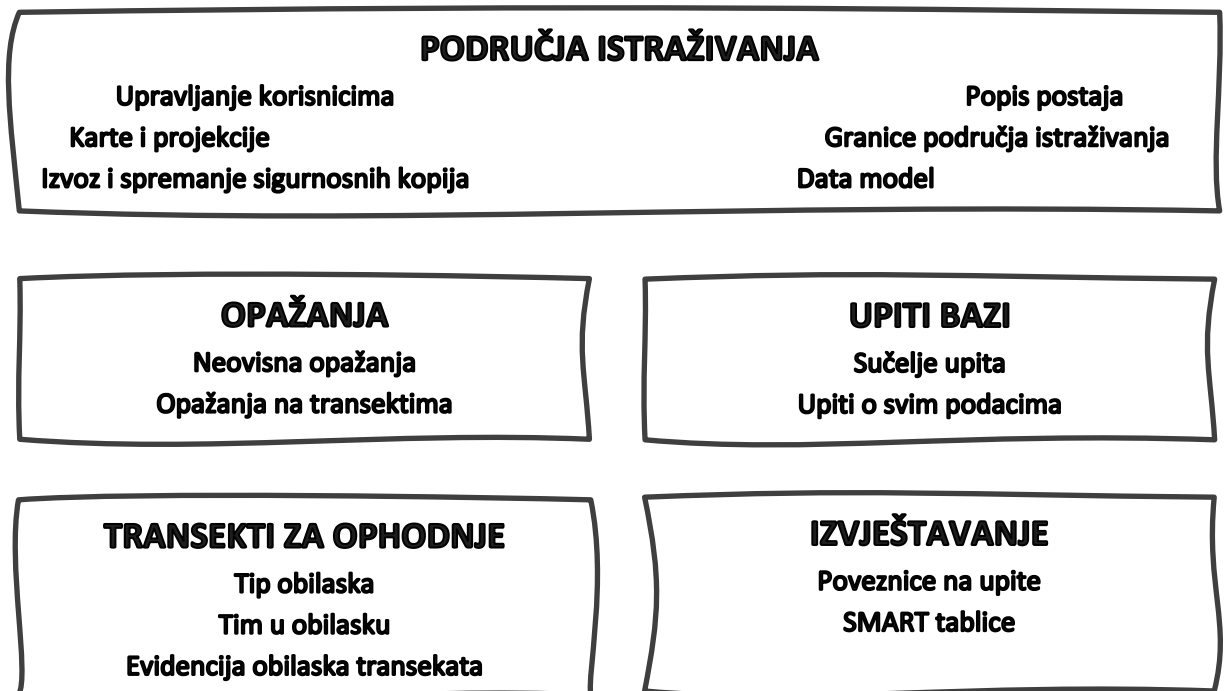 PODRUČJA ISTRAŽIVANJA
Upravljanje korisnicima
Popis postaja
Karte i projekcije
Granice područja istraživanja
Izvoz i spremanje sigurnosnih kopija
Data model
OPAŽANJA
Neovisna opažanja
Opažanja na transektima
UPITI BAZI
Sučelje upita
Upiti o svim podacima
TRANSEKTI ZA OPHODNJE
Tip obilaska
Tim u obilasku
Evidencija obilaska transekata
IZVJEŠTAVANJE
Poveznice na upite
SMART tablice